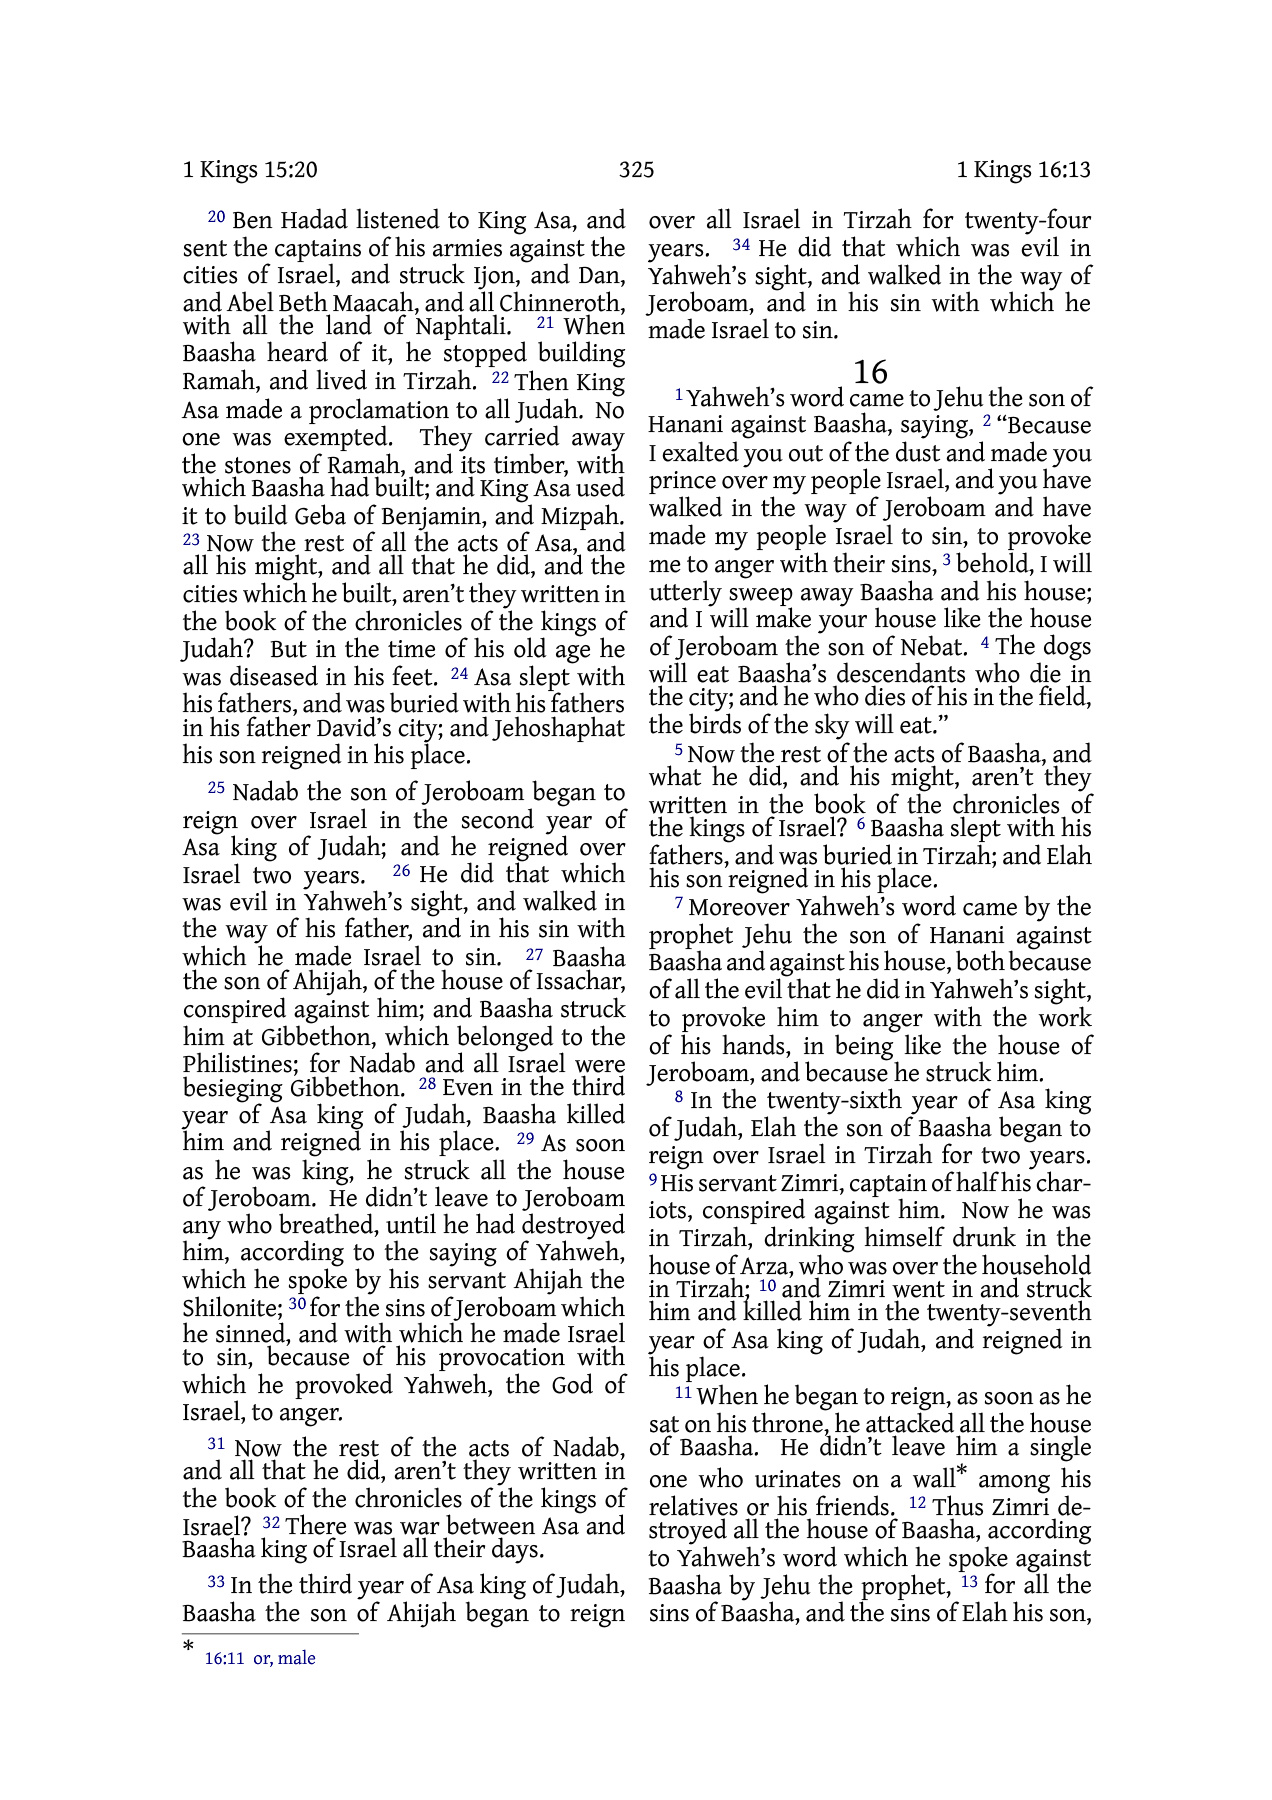 1 Kings 15:20 325 1 Kings 16:13
20 Ben Hadad listened to King Asa, and
sent the captains of his armies against the
cities of Israel, and struck Ijon, and Dan,
and Abel Beth Maacah, and all Chinneroth,
with all the land of Naphtali. 21 When
Baasha heard of it, he stopped building
Ramah, and lived in Tirzah. 22 Then King
Asa made a proclamation to all Judah. No
one was exempted. They carried away
the stones of Ramah, and its timber, with
which Baasha had built; and King Asa used
it to build Geba of Benjamin, and Mizpah.
23 Now the rest of all the acts of Asa, and
all his might, and all that he did, and the
cities which he built, aren’t they written in
the book of the chronicles of the kings of
Judah? But in the time of his old age he
was diseased in his feet. 24 Asa slept with
his fathers, and was buried with his fathers
in his father David’s city; and Jehoshaphat
his son reigned in his place.
25 Nadab the son of Jeroboam began to
reign over Israel in the second year of
Asa king of Judah; and he reigned over
Israel two years. 26 He did that which
was evil in Yahweh’s sight, and walked in
the way of his father, and in his sin with
which he made Israel to sin. 27 Baasha
the son of Ahijah, of the house of Issachar,
conspired against him; and Baasha struck
him at Gibbethon, which belonged to the
Philistines; for Nadab and all Israel were
besieging Gibbethon. 28 Even in the third
year of Asa king of Judah, Baasha killed
him and reigned in his place. 29 As soon
as he was king, he struck all the house
of Jeroboam. He didn’t leave to Jeroboam
any who breathed, until he had destroyed
him, according to the saying of Yahweh,
which he spoke by his servant Ahijah the
Shilonite; 30 for the sins of Jeroboam which
he sinned, and with which he made Israel
to sin, because of his provocation with
which he provoked Yahweh, the God of
Israel, to anger.
31 Now the rest of the acts of Nadab,
and all that he did, aren’t they written in
the book of the chronicles of the kings of
Israel? 32 There was war between Asa and
Baasha king of Israel all their days.
33 In the third year of Asa king of Judah,
Baasha the son of Ahijah began to reign
over all Israel in Tirzah for twenty-four
years. 34 He did that which was evil in
Yahweh’s sight, and walked in the way of
Jeroboam, and in his sin with which he
made Israel to sin.
16
1 Yahweh’s word came to Jehu the son of
Hanani against Baasha, saying, 2 “Because
I exalted you out of the dust and made you
prince over my people Israel, and you have
walked in the way of Jeroboam and have
made my people Israel to sin, to provoke
me to anger with their sins, 3 behold, I will
utterly sweep away Baasha and his house;
and I will make your house like the house
of Jeroboam the son of Nebat. 4 The dogs
will eat Baasha’s descendants who die in
the city; and he who dies of his in the field,
the birds of the sky will eat.”
5 Now the rest of the acts of Baasha, and
what he did, and his might, aren’t they
written in the book of the chronicles of
the kings of Israel? 6 Baasha slept with his
fathers, and was buried in Tirzah; and Elah
his son reigned in his place.
7 Moreover Yahweh’s word came by the
prophet Jehu the son of Hanani against
Baasha and against his house, both because
of all the evil that he did in Yahweh’s sight,
to provoke him to anger with the work
of his hands, in being like the house of
Jeroboam, and because he struck him.
8 In the twenty-sixth year of Asa king
of Judah, Elah the son of Baasha began to
reign over Israel in Tirzah for two years.
9 His servant Zimri, captain of half his char-
iots, conspired against him. Now he was
in Tirzah, drinking himself drunk in the
house of Arza, who was over the household
in Tirzah; 10 and Zimri went in and struck
him and killed him in the twenty-seventh
year of Asa king of Judah, and reigned in
his place.
11 When he began to reign, as soon as he
sat on his throne, he attacked all the house
of Baasha. He didn’t leave him a single
one who urinates on a wall* among his
relatives or his friends. 12 Thus Zimri de-
stroyed all the house of Baasha, according
to Yahweh’s word which he spoke against
Baasha by Jehu the prophet, 13 for all the
sins of Baasha, and the sins of Elah his son,
* 16:11 or, male